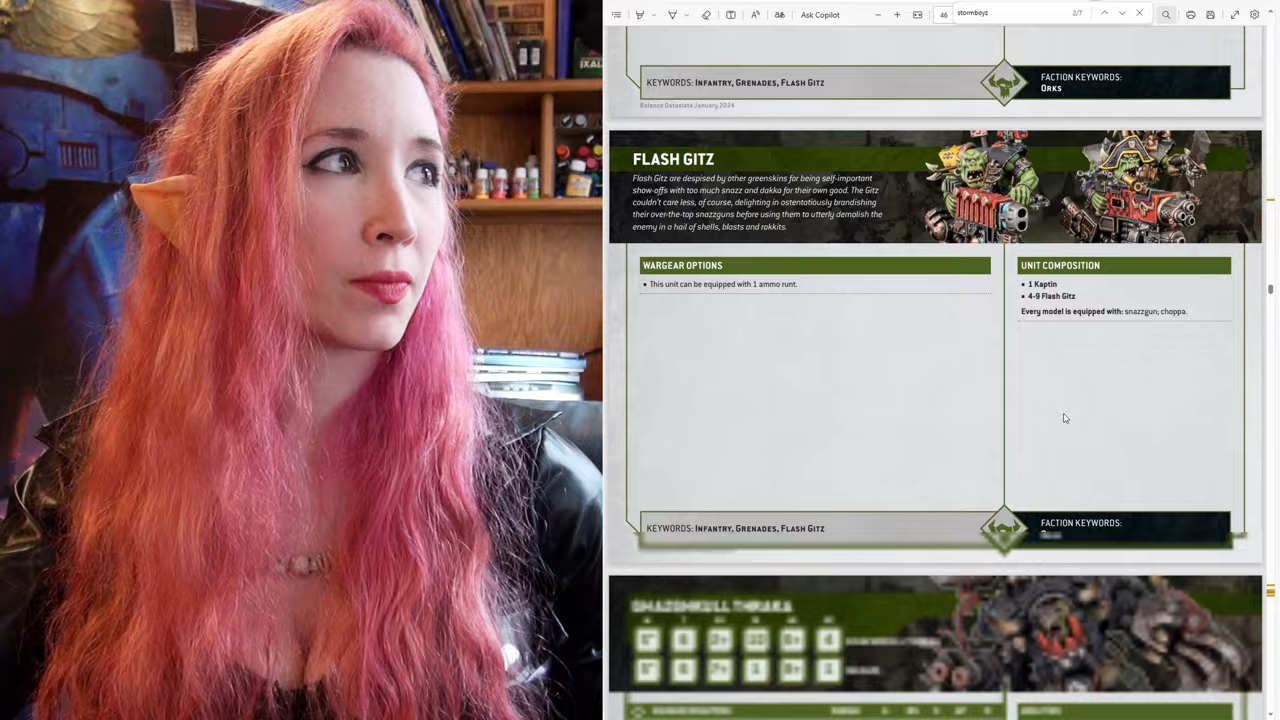 Ask Copilot
46
stormboyz
2/7
KEYWORDS: INFANTRY, GRENADES, FLASH GITZ
FACTION KEYWORDS:
ORKS
Balance Dataslate January 2024
FLASH GITZ
Flash Gitz are despised by other greenskins for being self-important
show-offs with too much snazz and dakka for their own good. The Gitz
couldn't care less, of course, delighting in ostentatiously brandishing
their over-the-top snazzguns before using them to utterly demolish the
enemy in a hail of shells, blasts and rokkits.
WARGEAR OPTIONS
▪ This unit can be equipped with 1 ammo runt.
UNIT COMPOSITION
▪ 1 Kaptin
▪ 4-9 Flash Gitz
Every model is equipped with: snazzgun; choppa.
KEYWORDS: INFANTRY, GRENADES, FLASH GITZ
FACTION KEYWORDS:
GHAZGHKULL THRAKA